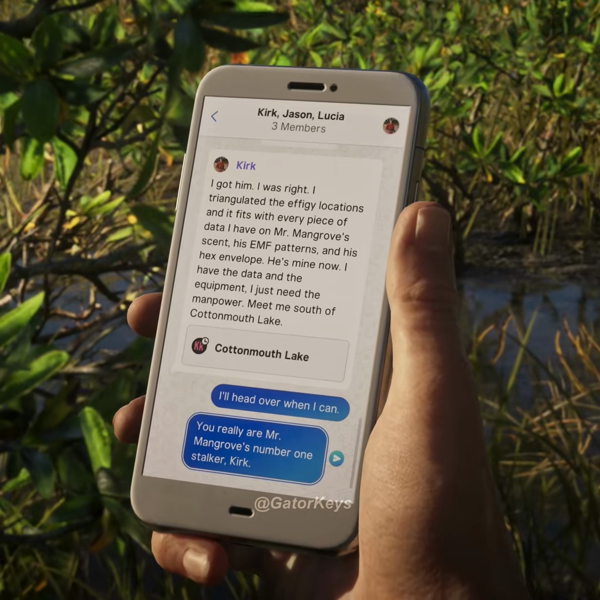 Kirk, Jason, Lucia
3 Members
Kirk
I got him. I was right. I
triangulated the effigy locations
and it fits with every piece of
data I have on Mr. Mangrove's
scent, his EMF patterns, and his
hex envelope. He's mine now. I
have the data and the
equipment, I just need the
manpower. Meet me south of
Cottonmouth Lake.
KK
Cottonmouth Lake
I'll head over when I can.
You really are Mr.
Mangrove's number one
stalker, Kirk.
@GatorKeys